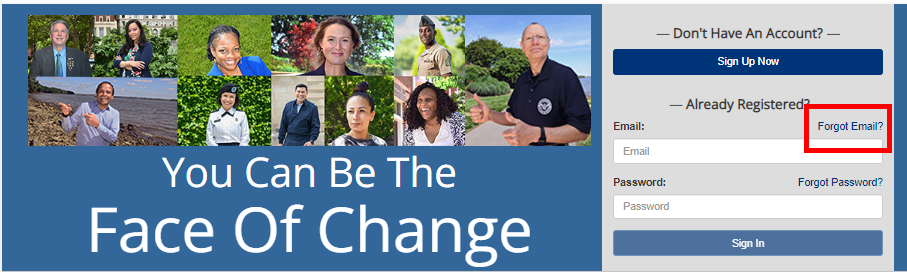 You Can Be The
Face Of Change
— Don't Have An Account? —
Sign Up Now
— Already Registered?
Email:
Forgot Email?
Email
Password:
Forgot Password?
Password
Sign In